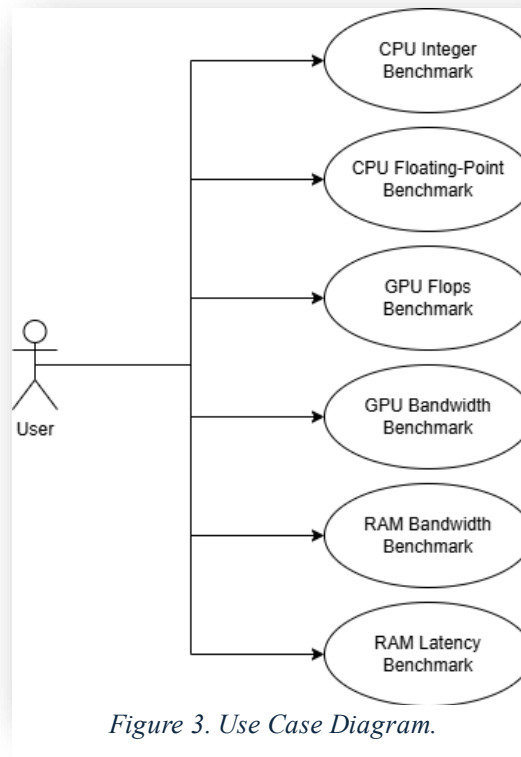 CPU Integer
Benchmark
CPU Floating-Point
Benchmark
GPU Flops
Benchmark
GPU Bandwidth
Benchmark
User
RAM Bandwidth
Benchmark
RAM Latency
Benchmark
Figure 3. Use Case Diagram.